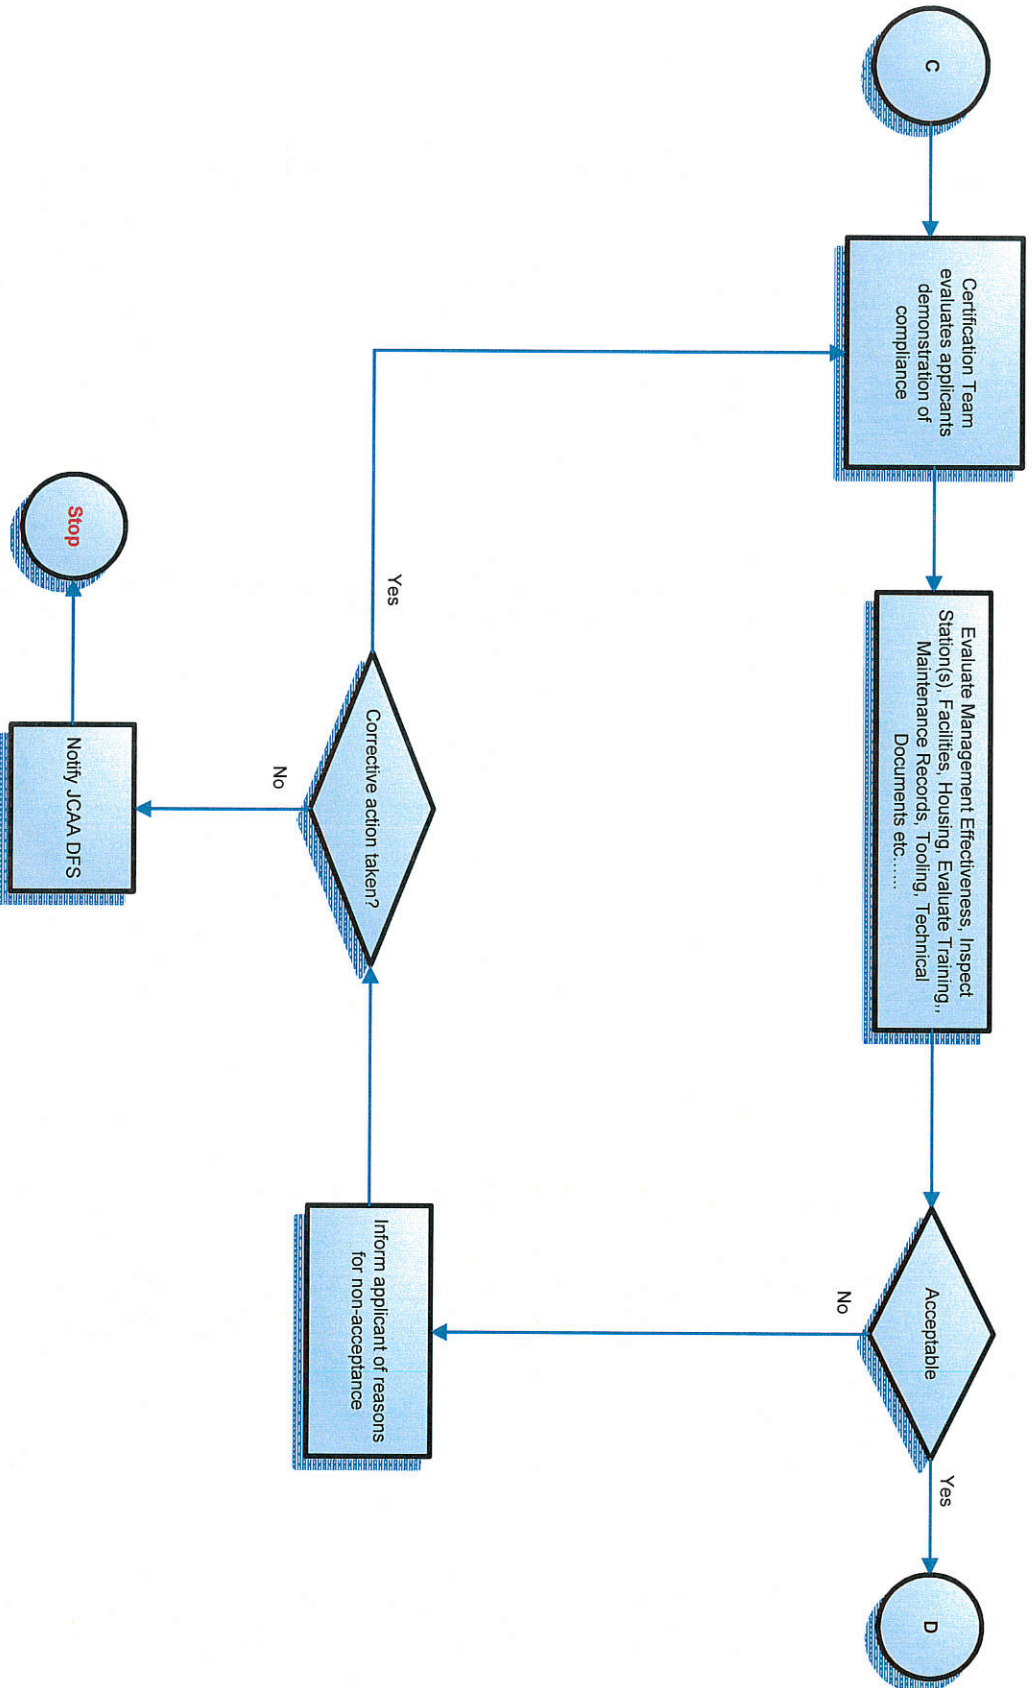 C
Certification Team
evaluates applicants
demonstration of
compliance
Evaluate Management Effectiveness, Inspect
Station(s), Facilities, Housing, Evaluate Training,,
Maintenance Records, Tooling, Technical
Documents etc......
Acceptable
Yes
D
No
Inform applicant of reasons
for non-acceptance
Corrective action taken?
Yes
No
Notify JCAA DFS
Stop